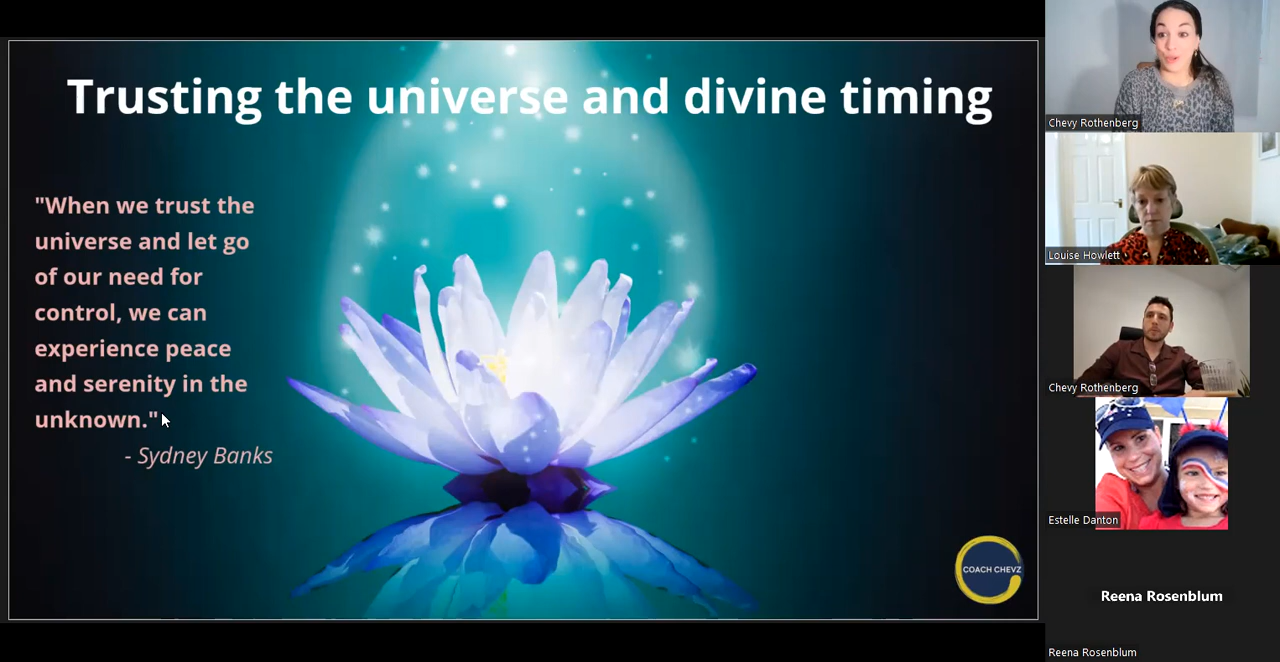 Trusting the universe and divine timing
"When we trust the
universe and let go
of our need for
control, we can
experience peace
and serenity in the
unknown."
- Sydney Banks
COACH CHEVZ
Chevy Rothenberg
Louise Howlett
Chevy Rothenberg
Estelle Danton
Reena Rosenblum
Reena Rosenblum